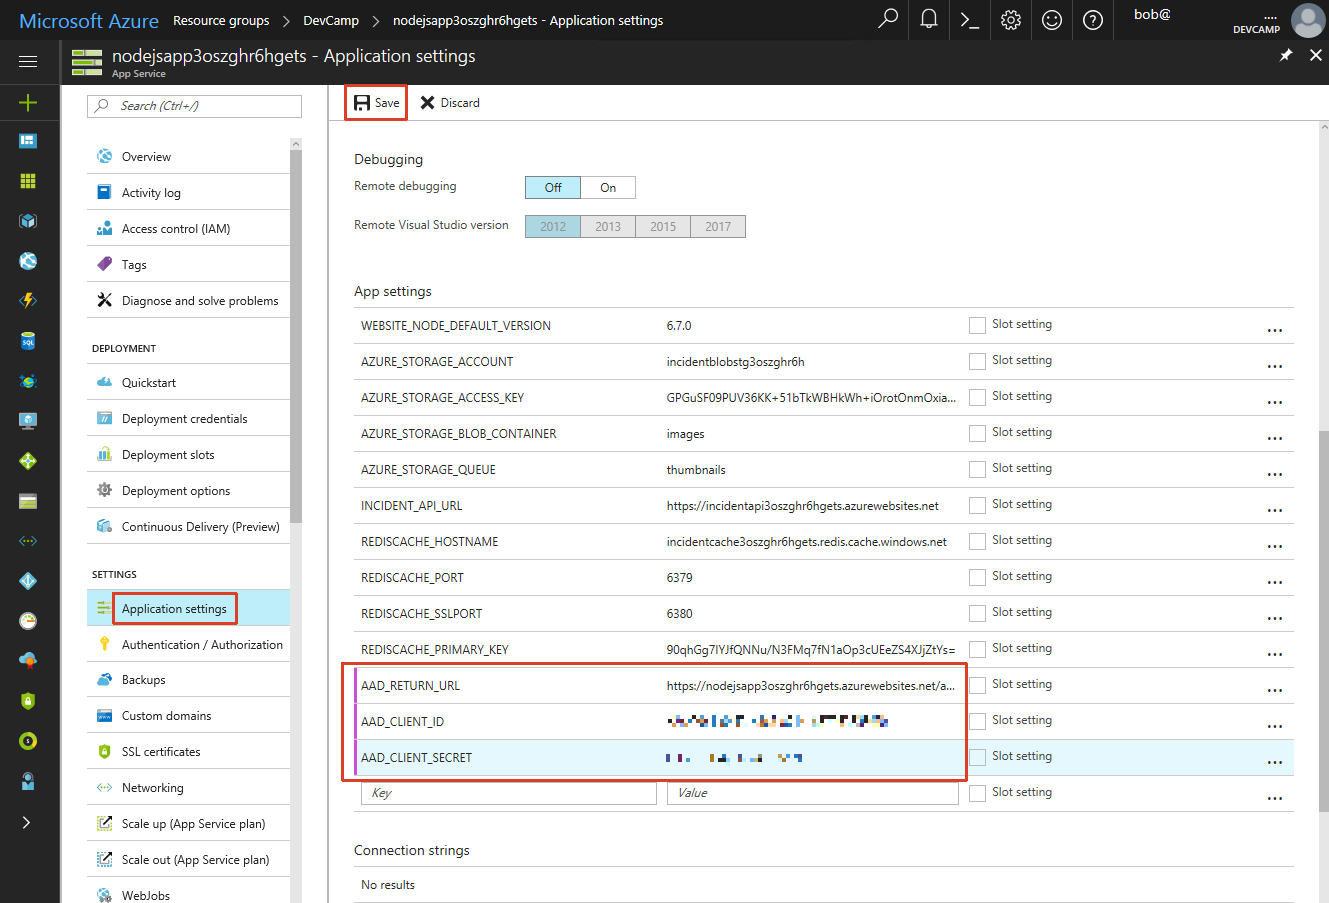 Microsoft Azure Resource groups > DevCamp > nodejsapp3oszghr6hgets - Application settings
bob@ ....
DEVCAMP
nodejsapp3oszghr6hgets - Application settings
App Service
Search (Ctrl+/)
Overview
Activity log
Access control (IAM)
Tags
Diagnose and solve problems
DEPLOYMENT
Quickstart
Deployment credentials
Deployment slots
Deployment options
Continuous Delivery (Preview)
SETTINGS
Application settings
Authentication / Authorization
Backups
Custom domains
SSL certificates
Networking
Scale up (App Service plan)
Scale out (App Service plan)
WebJobs
Save Discard
Debugging
Remote debugging Off On
Remote Visual Studio version 2012 2013 2015 2017
App settings
WEBSITE_NODE_DEFAULT_VERSION 6.7.0 Slot setting ...
AZURE_STORAGE_ACCOUNT incidentblobstg3oszghr6h Slot setting ...
AZURE_STORAGE_ACCESS_KEY GPGuSF09PUV36KK+51bTkWBHkWh+iOrotOnmOxia... Slot setting ...
AZURE_STORAGE_BLOB_CONTAINER images Slot setting ...
AZURE_STORAGE_QUEUE thumbnails Slot setting ...
INCIDENT_API_URL https://incidentapi3oszghr6hgets.azurewebsites.net Slot setting ...
REDISCACHE_HOSTNAME incidentcache3oszghr6hgets.redis.cache.windows.net Slot setting ...
REDISCACHE_PORT 6379 Slot setting ...
REDISCACHE_SSLPORT 6380 Slot setting ...
REDISCACHE_PRIMARY_KEY 90qhGg7IYJfQNNu/N3FMq7fN1aOp3cUEeZS4XJjZtYs= Slot setting ...
AAD_RETURN_URL https://nodejsapp3oszghr6hgets.azurewebsites.net/a... Slot setting ...
AAD_CLIENT_ID Slot setting ...
AAD_CLIENT_SECRET Slot setting ...
Key Value Slot setting ...
Connection strings
No results